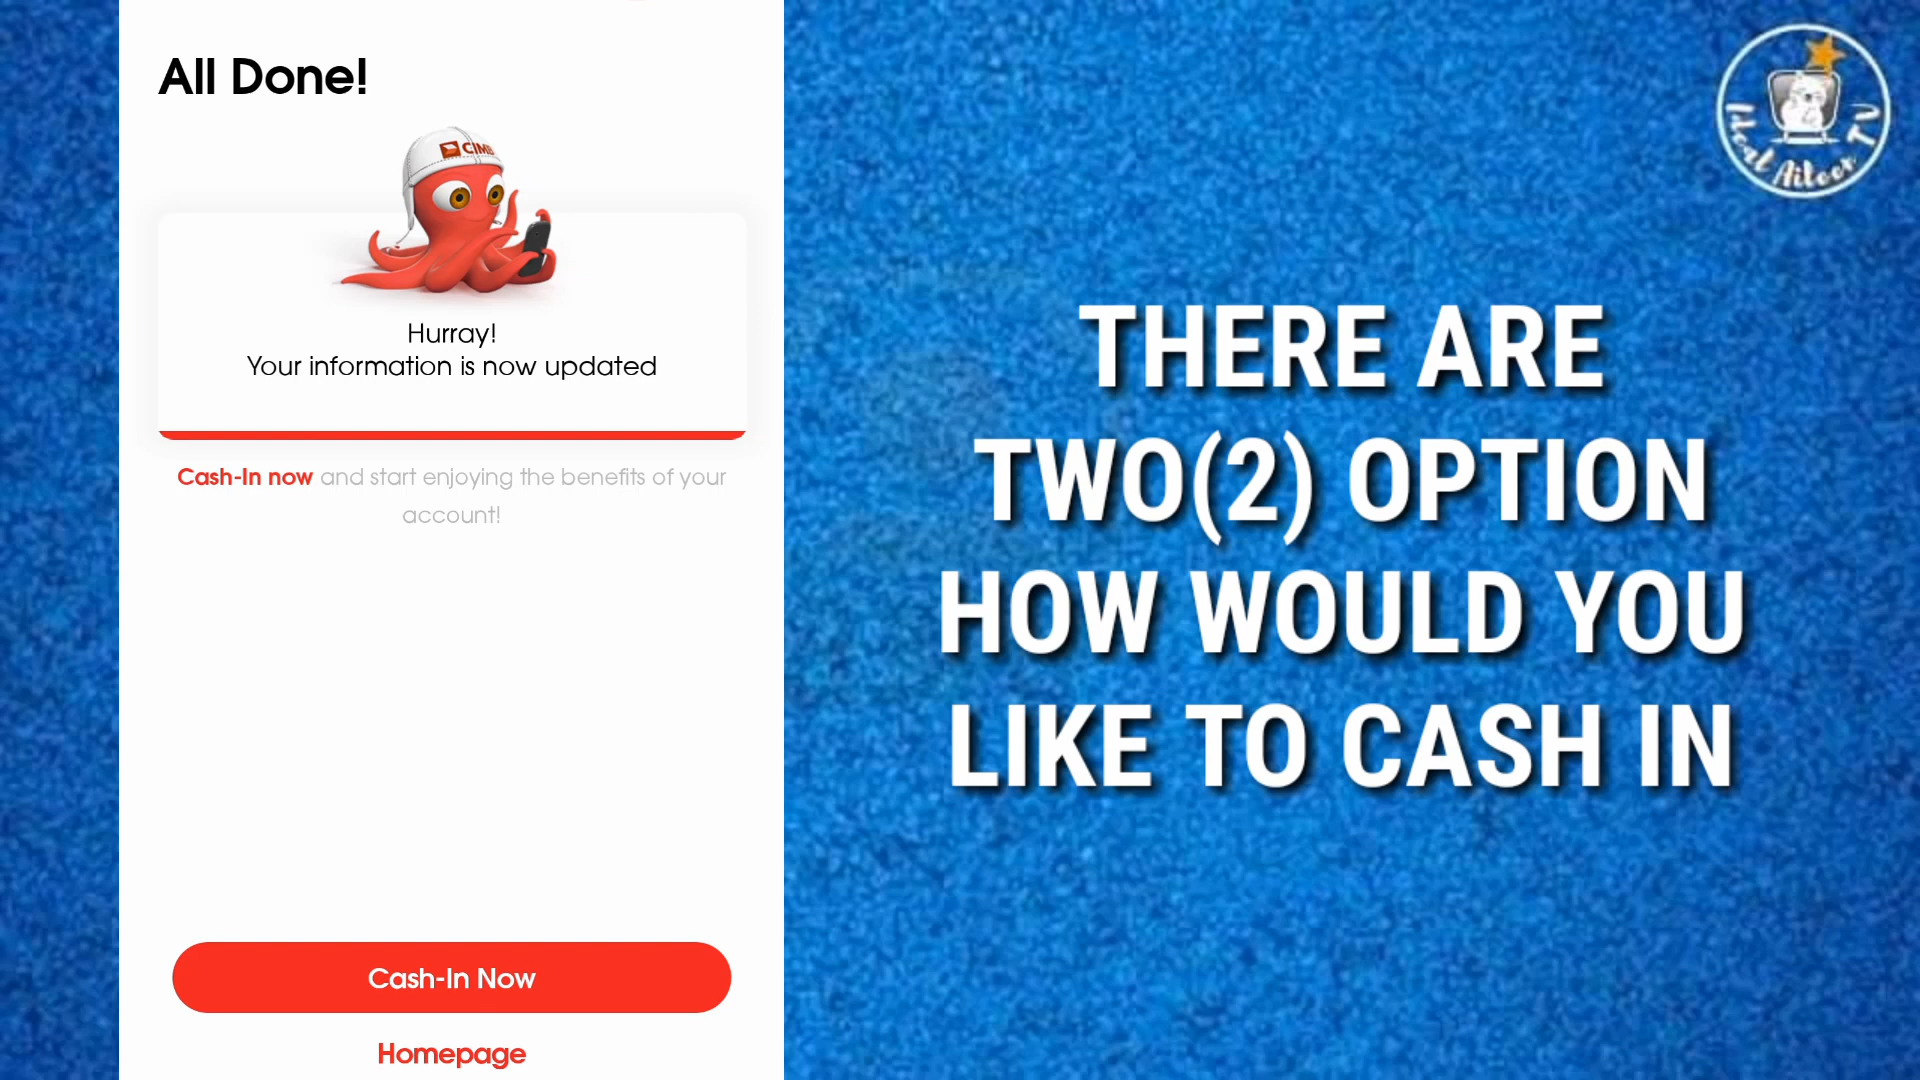 All Done!
CIMB
Hurray!
Your information is now updated
Cash-In now and start enjoying the benefits of your
account!
Cash-In Now
Homepage
THERE ARE
TWO(2) OPTION
HOW WOULD YOU
LIKE TO CASH IN
TV